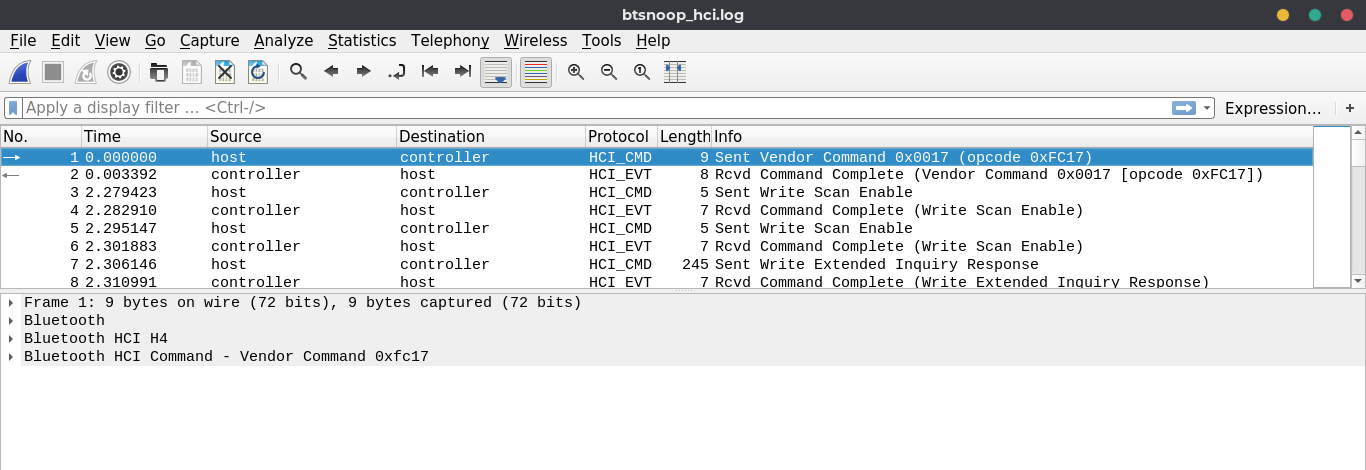 btsnoop_hci.log
File Edit View Go Capture Analyze Statistics Telephony Wireless Tools Help
Apply a display filter ... <Ctrl-/> Expression... +
No. Time Source Destination Protocol Length Info
1 0.000000 host controller HCI_CMD 9 Sent Vendor Command 0x0017 (opcode 0xFC17)
2 0.003392 controller host HCI_EVT 8 Rcvd Command Complete (Vendor Command 0x0017 [opcode 0xFC17])
3 2.279423 host controller HCI_CMD 5 Sent Write Scan Enable
4 2.282910 controller host HCI_EVT 7 Rcvd Command Complete (Write Scan Enable)
5 2.295147 host controller HCI_CMD 5 Sent Write Scan Enable
6 2.301883 controller host HCI_EVT 7 Rcvd Command Complete (Write Scan Enable)
7 2.306146 host controller HCI_CMD 245 Sent Write Extended Inquiry Response
8 2.310991 controller host HCI_EVT 7 Rcvd Command Complete (Write Extended Inquiry Response)
Frame 1: 9 bytes on wire (72 bits), 9 bytes captured (72 bits)
Bluetooth
Bluetooth HCI H4
Bluetooth HCI Command - Vendor Command 0xfc17